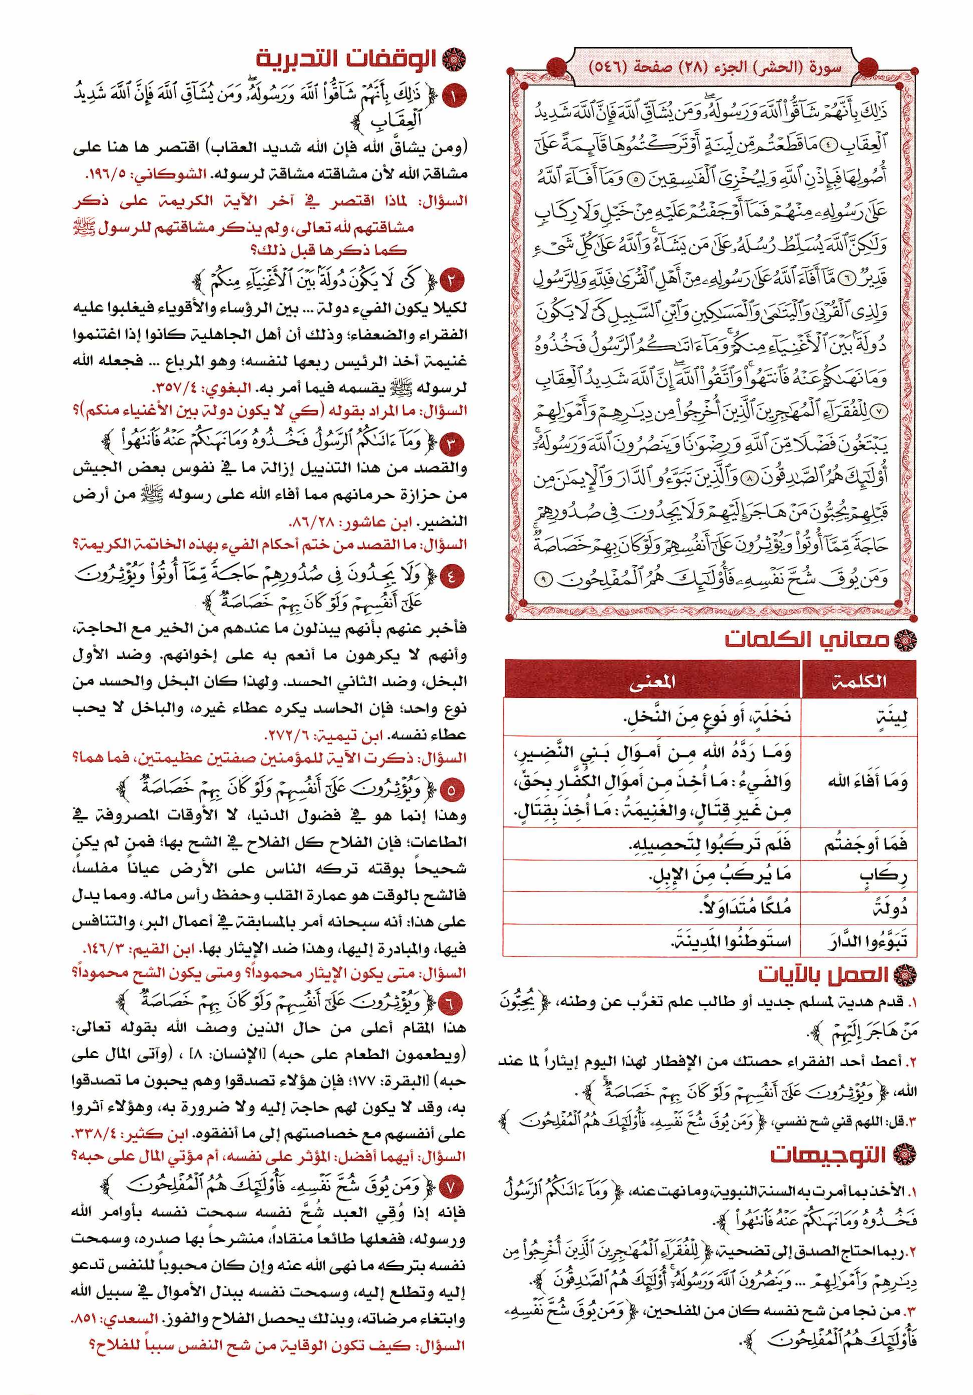 سورة (الحشر) الجزء (٢٨) صفحة (٥٤٦)
ذَٰلِكَ بِأَنَّهُمْ شَاقُّوا۟ ٱللَّهَ وَرَسُولَهُۥ ۖ وَمَن يُشَآقِّ ٱللَّهَ فَإِنَّ ٱللَّهَ شَدِيدُ
ٱلْعِقَابِ ٤ مَا قَطَعْتُم مِّن لِّينَةٍ أَوْ تَرَكْتُمُوهَا قَآئِمَةً عَلَىٰٓ
أُصُولِهَا فَبِإِذْنِ ٱللَّهِ وَلِيُخْزِىَ ٱلْفَٰسِقِينَ ٥ وَمَآ أَفَآءَ ٱللَّهُ
عَلَىٰ رَسُولِهِۦ مِنْهُمْ فَمَآ أَوْجَفْتُمْ عَلَيْهِ مِنْ خَيْلٍ وَلَا رِكَابٍ
وَلَٰكِنَّ ٱللَّهَ يُسَلِّطُ رُسُلَهُۥ عَلَىٰ مَن يَشَآءُ ۚ وَٱللَّهُ عَلَىٰ كُلِّ شَىْءٍ
قَدِيرٌ ٦ مَّآ أَفَآءَ ٱللَّهُ عَلَىٰ رَسُولِهِۦ مِنْ أَهْلِ ٱلْقُرَىٰ فَلِلَّهِ وَلِلرَّسُولِ
وَلِذِى ٱلْقُرْبَىٰ وَٱلْيَتَٰمَىٰ وَٱلْمَسَٰكِينِ وَٱبْنِ ٱلسَّبِيلِ كَىْ لَا يَكُونَ
دُولَةًۢ بَيْنَ ٱلْأَغْنِيَآءِ مِنكُمْ ۚ وَمَآ ءَاتَىٰكُمُ ٱلرَّسُولُ فَخُذُوهُ
وَمَا نَهَىٰكُمْ عَنْهُ فَٱنتَهُوا۟ ۚ وَٱتَّقُوا۟ ٱللَّهَ ۖ إِنَّ ٱللَّهَ شَدِيدُ ٱلْعِقَابِ
٧ لِلْفُقَرَآءِ ٱلْمُهَٰجِرِينَ ٱلَّذِينَ أُخْرِجُوا۟ مِن دِيَٰرِهِمْ وَأَمْوَٰلِهِمْ
يَبْتَغُونَ فَضْلًا مِّنَ ٱللَّهِ وَرِضْوَٰنًا وَيَنصُرُونَ ٱللَّهَ وَرَسُولَهُۥٓ ۚ
أُو۟لَٰٓئِكَ هُمُ ٱلصَّٰدِقُونَ ٨ وَٱلَّذِينَ تَبَوَّءُو ٱلدَّارَ وَٱلْإِيمَٰنَ مِن
قَبْلِهِمْ يُحِبُّونَ مَنْ هَاجَرَ إِلَيْهِمْ وَلَا يَجِدُونَ فِى صُدُورِهِمْ
حَاجَةً مِّمَّآ أُوتُوا۟ وَيُؤْثِرُونَ عَلَىٰٓ أَنفُسِهِمْ وَلَوْ كَانَ بِهِمْ خَصَاصَةٌ ۚ
وَمَن يُوقَ شُحَّ نَفْسِهِۦ فَأُو۟لَٰٓئِكَ هُمُ ٱلْمُفْلِحُونَ ٩
معاني الكلمات
الكلمة المعنى
لِينَةٍ نَخلَةٍ، أو نَوعٍ مِنَ النَّخلِ.
وَمَا أَفَاءَ الله وَمَا رَدَّهُ الله مِن أموَالِ بَنِي النَّضِيرِ،
وَالفَيءُ: مَا أُخِذَ مِن أموَالِ الكُفَّارِ بِحَقٍّ،
مِن غَيرِ قِتَالٍ، والغَنِيمَةُ: مَا أُخِذَ بِقِتَالٍ.
فَمَا أوجَفتُم فَلَم تَركَبُوا لِتَحصِيلِهِ.
رِكَابٍ مَا يُركَبُ مِنَ الإبِلِ.
دُولَةً مُلكًا مُتَدَاوَلاً.
تَبَوَّءُوا الدَّارَ استَوطَنُوا المَدِينَةَ.
العمل بالآيات
١. قدم هدية لمسلم جديد أو طالب علم تغرَّب عن وطنه، ﴿ يُحِبُّونَ
مَنْ هَاجَرَ إِلَيْهِمْ ﴾.
٢. أعط أحد الفقراء حصتك من الإفطار لهذا اليوم إيثاراً لما عند
الله، ﴿ وَيُؤْثِرُونَ عَلَىٰٓ أَنفُسِهِمْ وَلَوْ كَانَ بِهِمْ خَصَاصَةٌ ۚ ﴾.
٣. قل: اللهم قني شح نفسي، ﴿ وَمَن يُوقَ شُحَّ نَفْسِهِۦ فَأُو۟لَٰٓئِكَ هُمُ ٱلْمُفْلِحُونَ ﴾
التوجيهات
١. الأخذ بما أمرت به السنة النبوية، وما نهت عنه، ﴿ وَمَآ ءَاتَىٰكُمُ ٱلرَّسُولُ
فَخُذُوهُ وَمَا نَهَىٰكُمْ عَنْهُ فَٱنتَهُوا۟ ﴾.
٢. ربما احتاج الصدق إلى تضحية، ﴿ لِلْفُقَرَآءِ ٱلْمُهَٰجِرِينَ ٱلَّذِينَ أُخْرِجُوا۟ مِن
دِيَٰرِهِمْ وَأَمْوَٰلِهِمْ ... وَيَنصُرُونَ ٱللَّهَ وَرَسُولَهُۥٓ ۚ أُو۟لَٰٓئِكَ هُمُ ٱلصَّٰدِقُونَ ﴾.
٣. من نجا من شح نفسه كان من المفلحين، ﴿ وَمَن يُوقَ شُحَّ نَفْسِهِۦ
فَأُو۟لَٰٓئِكَ هُمُ ٱلْمُفْلِحُونَ ﴾.
الوقفات التدبرية
١ ﴿ ذَٰلِكَ بِأَنَّهُمْ شَاقُّوا۟ ٱللَّهَ وَرَسُولَهُۥ ۖ وَمَن يُشَآقِّ ٱللَّهَ فَإِنَّ ٱللَّهَ شَدِيدُ
ٱلْعِقَابِ ﴾
(ومن يشاقّ الله فإن الله شديد العقاب) اقتصر ها هنا على
مشاقة الله لأن مشاقته مشاقة لرسوله. الشوكاني: ١٩٦/٥.
السؤال: لماذا اقتصر في آخر الآية الكريمة على ذكر
مشاقتهم لله تعالى، ولم يذكر مشاقتهم للرسول ﷺ
كما ذكرها قبل ذلك؟
٢ ﴿ كَىْ لَا يَكُونَ دُولَةًۢ بَيْنَ ٱلْأَغْنِيَآءِ مِنكُمْ ﴾
لكيلا يكون الفيء دولة ... بين الرؤساء والأقوياء فيغلبوا عليه
الفقراء والضعفاء؛ وذلك أن أهل الجاهلية كانوا إذا اغتنموا
غنيمة أخذ الرئيس ربعها لنفسه؛ وهو المرباع ... فجعله الله
لرسوله ﷺ يقسمه فيما أمر به. البغوي: ٣٥٧/٤.
السؤال: ما المراد بقوله (كي لا يكون دولة بين الأغنياء منكم)؟
٣ ﴿ وَمَآ ءَاتَىٰكُمُ ٱلرَّسُولُ فَخُذُوهُ وَمَا نَهَىٰكُمْ عَنْهُ فَٱنتَهُوا۟ ﴾
والقصد من هذا التذييل إزالة ما في نفوس بعض الجيش
من حزازة حرمانهم مما أفاء الله على رسوله ﷺ من أرض
النضير. ابن عاشور: ٨٦/٢٨.
السؤال: ما القصد من ختم أحكام الفيء بهذه الخاتمة الكريمة؟
٤ ﴿ وَلَا يَجِدُونَ فِى صُدُورِهِمْ حَاجَةً مِّمَّآ أُوتُوا۟ وَيُؤْثِرُونَ
عَلَىٰٓ أَنفُسِهِمْ وَلَوْ كَانَ بِهِمْ خَصَاصَةٌ ﴾
فأخبر عنهم بأنهم يبذلون ما عندهم من الخير مع الحاجة،
وأنهم لا يكرهون ما أنعم به على إخوانهم. وضد الأول
البخل، وضد الثاني الحسد. ولهذا كان البخل والحسد من
نوع واحد؛ فإن الحاسد يكره عطاء غيره، والباخل لا يحب
عطاء نفسه. ابن تيمية: ٢٧٢/٦.
السؤال: ذكرت الآية للمؤمنين صفتين عظيمتين، فما هما؟
٥ ﴿ وَيُؤْثِرُونَ عَلَىٰٓ أَنفُسِهِمْ وَلَوْ كَانَ بِهِمْ خَصَاصَةٌ ﴾
وهذا إنما هو في فضول الدنيا، لا الأوقات المصروفة في
الطاعات؛ فإن الفلاح كل الفلاح في الشح بها؛ فمن لم يكن
شحيحاً بوقته تركه الناس على الأرض عياناً مفلساً،
فالشح بالوقت هو عمارة القلب وحفظ رأس ماله. ومما يدل
على هذا: أنه سبحانه أمر بالمسابقة في أعمال البر، والتنافس
فيها، والمبادرة إليها، وهذا ضد الإيثار بها. ابن القيم: ١٤٦/٣.
السؤال: متى يكون الإيثار محموداً؟ ومتى يكون الشح محموداً؟
٦ ﴿ وَيُؤْثِرُونَ عَلَىٰٓ أَنفُسِهِمْ وَلَوْ كَانَ بِهِمْ خَصَاصَةٌ ﴾
هذا المقام أعلى من حال الذين وصف الله بقوله تعالى:
(ويطعمون الطعام على حبه) [الإنسان: ٨] ، (وآتى المال على
حبه) [البقرة: ١٧٧؛ فإن هؤلاء تصدقوا وهم يحبون ما تصدقوا
به، وقد لا يكون لهم حاجة إليه ولا ضرورة به، وهؤلاء آثروا
على أنفسهم مع خصاصتهم إلى ما أنفقوه. ابن كثير: ٣٣٨/٤.
السؤال: أيهما أفضل: المؤثر على نفسه، أم مؤتي المال على حبه؟
٧ ﴿ وَمَن يُوقَ شُحَّ نَفْسِهِۦ فَأُو۟لَٰٓئِكَ هُمُ ٱلْمُفْلِحُونَ ﴾
فإنه إذا وُقِي العبد شُحَّ نفسه سمحت نفسه بأوامر الله
ورسوله، ففعلها طائعاً منقاداً، منشرحاً بها صدره، وسمحت
نفسه بتركه ما نهى الله عنه وإن كان محبوباً للنفس تدعو
إليه وتطلع إليه، وسمحت نفسه ببذل الأموال في سبيل الله
وابتغاء مرضاته، وبذلك يحصل الفلاح والفوز. السعدي: ٨٥١.
السؤال: كيف تكون الوقاية من شح النفس سبباً للفلاح؟